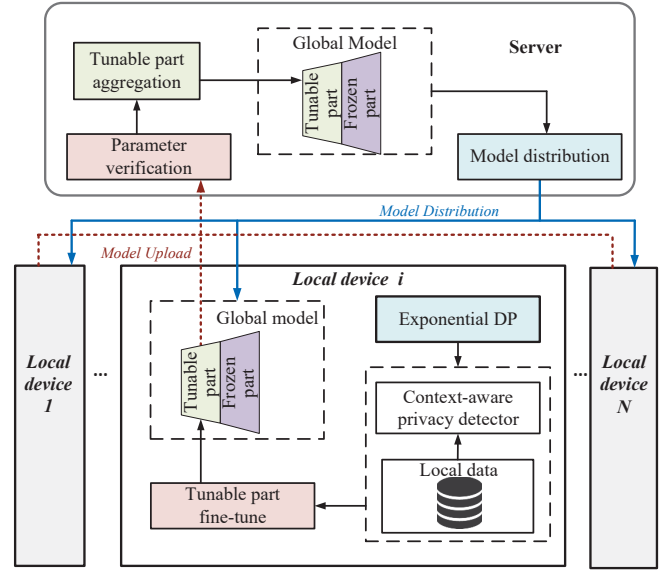 Server
Global Model
Tunable part
aggregation
Tunable
part
Frozen
part
Parameter
verification
Model distribution
Model Distribution
Model Upload
Local device i
Global model
Exponential DP
Local
device
1
...
Tunable
part
Frozen
part
Context-aware
privacy detector
...
Local
device
N
Local data
Tunable part
fine-tune